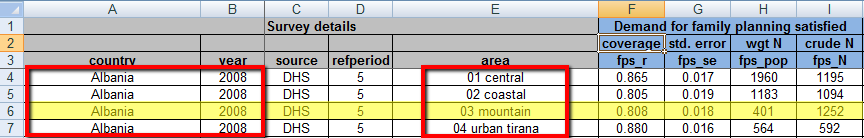 A B C D E F G H I
1 Survey details Demand for family planning satisfied
2 coverage std. error wgt N crude N
3 country year source refperiod area fps_r fps_se fps_pop fps_N
4 Albania 2008 DHS 5 01 central 0.865 0.017 1960 1195
5 Albania 2008 DHS 5 02 coastal 0.805 0.019 1183 1094
6 Albania 2008 DHS 5 03 mountain 0.808 0.018 401 1252
7 Albania 2008 DHS 5 04 urban tirana 0.880 0.016 564 592